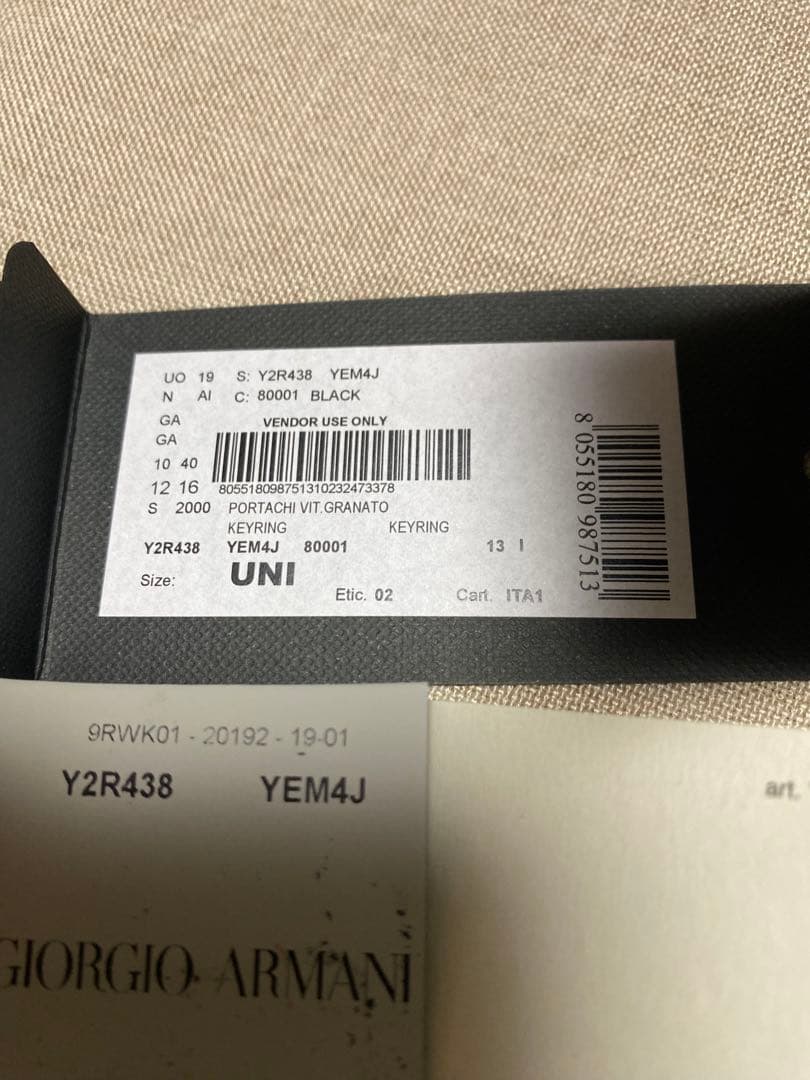 UO 19 S: Y2R438 YEM4J
N AI C: 80001 BLACK
GA VENDOR USE ONLY
GA
10 40
12 16 805518098751310232473378
S 2000 PORTACHI VIT.GRANATO
KEYRING KEYRING
Y2R438 YEM4J 80001 13 I
Size: UNI
Etic. 02 Cart. ITA1
8 055180 987513
9RWK01 - 20192 - 19-01
Y2R438 YEM4J
GIORGIO ARMANI
art.